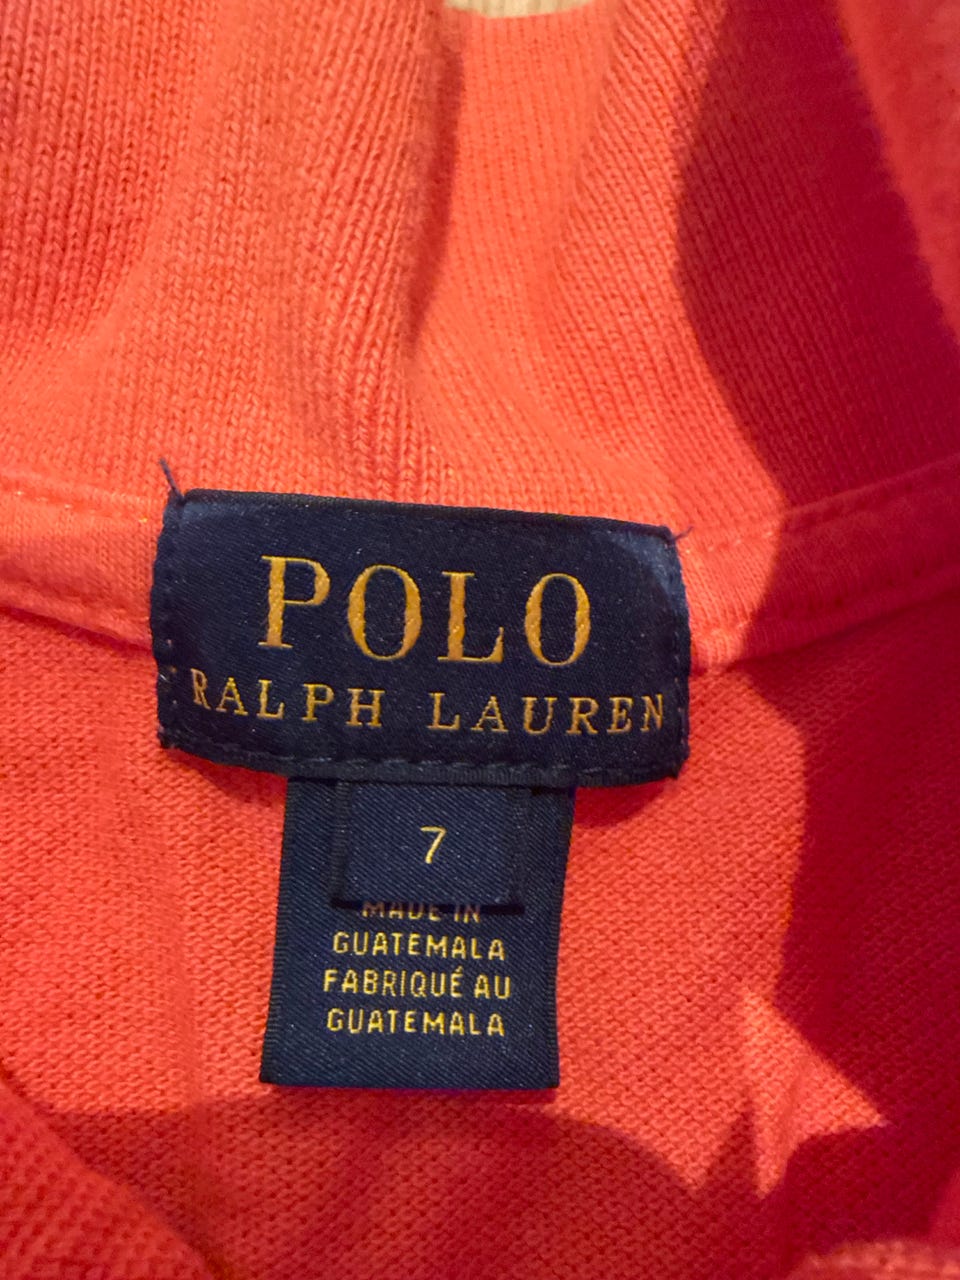 POLO
RALPH LAUREN
7
MADE IN
GUATEMALA
FABRIQUÉ AU
GUATEMALA